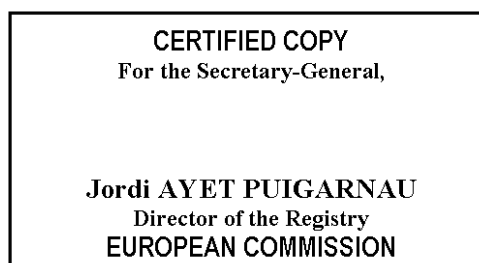 CERTIFIED COPY
For the Secretary-General,
Jordi AYET PUIGARNAU
Director of the Registry
EUROPEAN COMMISSION